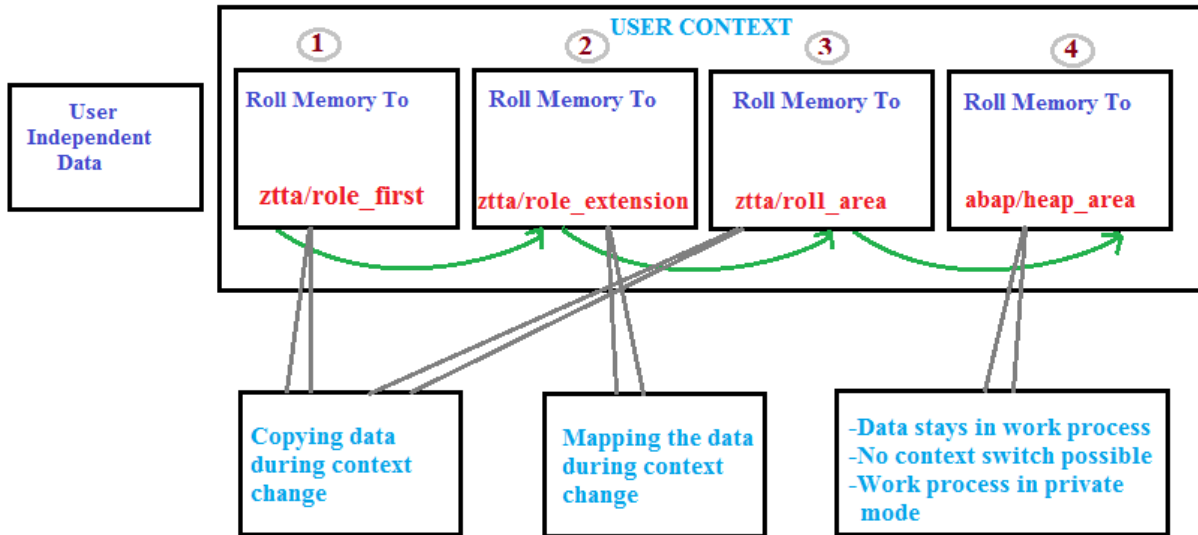 USER CONTEXT
1
2
3
4
User
Independent
Data
Roll Memory To
ztta/role_first
Roll Memory To
ztta/role_extension
Roll Memory To
ztta/roll_area
Roll Memory To
abap/heap_area
Copying data
during context
change
Mapping the data
during context
change
-Data stays in work process
-No context switch possible
-Work process in private
mode